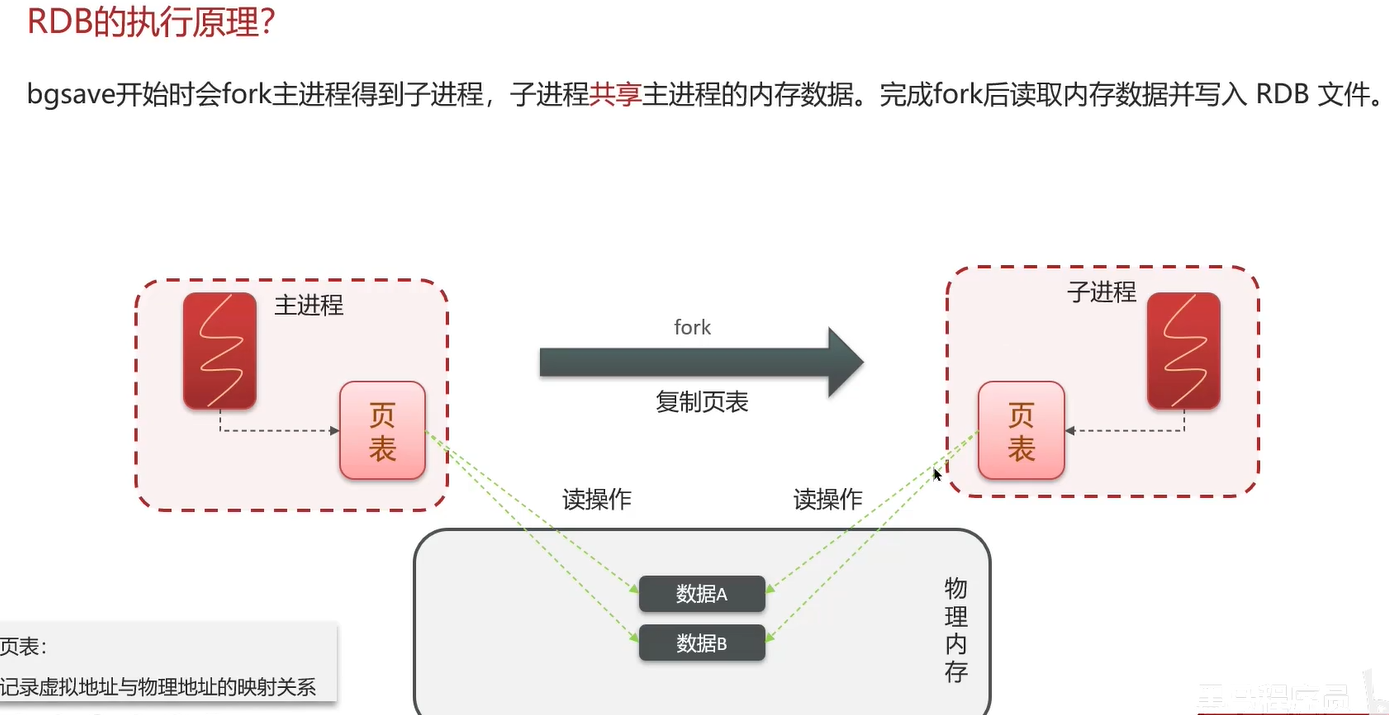 RDB的执行原理?
bgsave开始时会fork主进程得到子进程，子进程共享主进程的内存数据。完成fork后读取内存数据并写入 RDB 文件。
主进程
子进程
fork
复制页表
页
表
页
表
读操作
读操作
数据A
数据B
物
理
内
存
页表：
记录虚拟地址与物理地址的映射关系